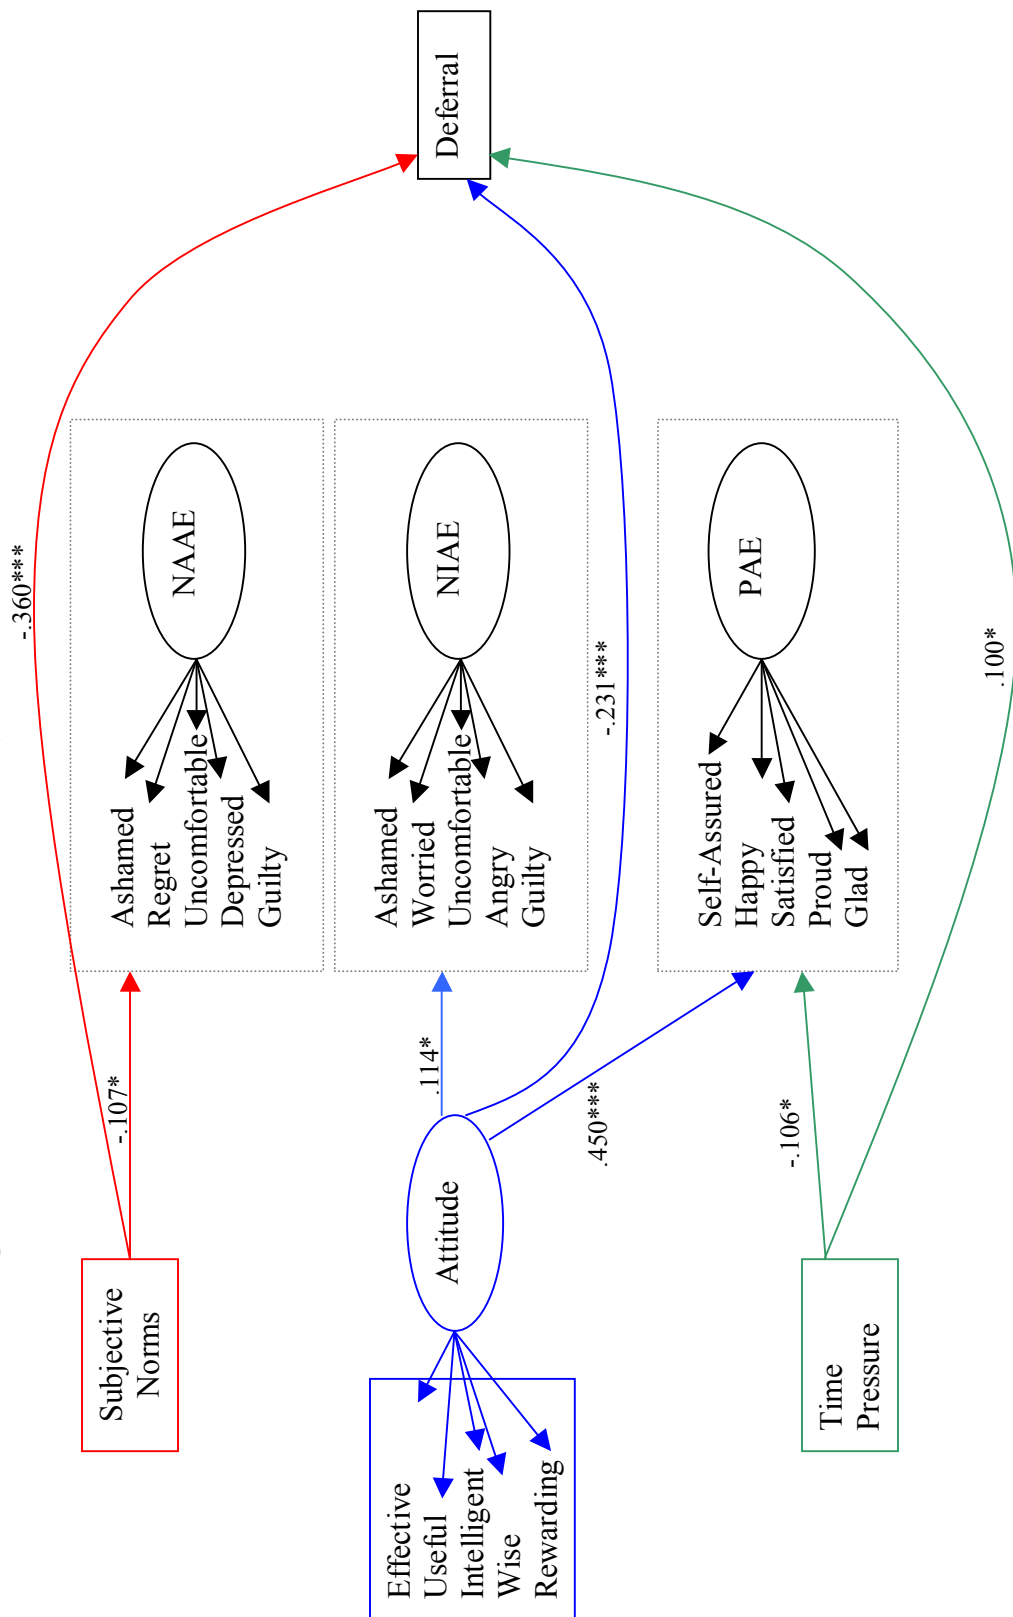 Subjective
Norms
-.360***
-.107*
Ashamed
Regret
Uncomfortable
Depressed
Guilty
NAAE
Effective
Useful
Intelligent
Wise
Rewarding
Attitude
.114*
-.231***
.450***
Ashamed
Worried
Uncomfortable
Angry
Guilty
NIAE
Deferral
Time
Pressure
-.106*
.100*
Self-Assured
Happy
Satisfied
Proud
Glad
PAE